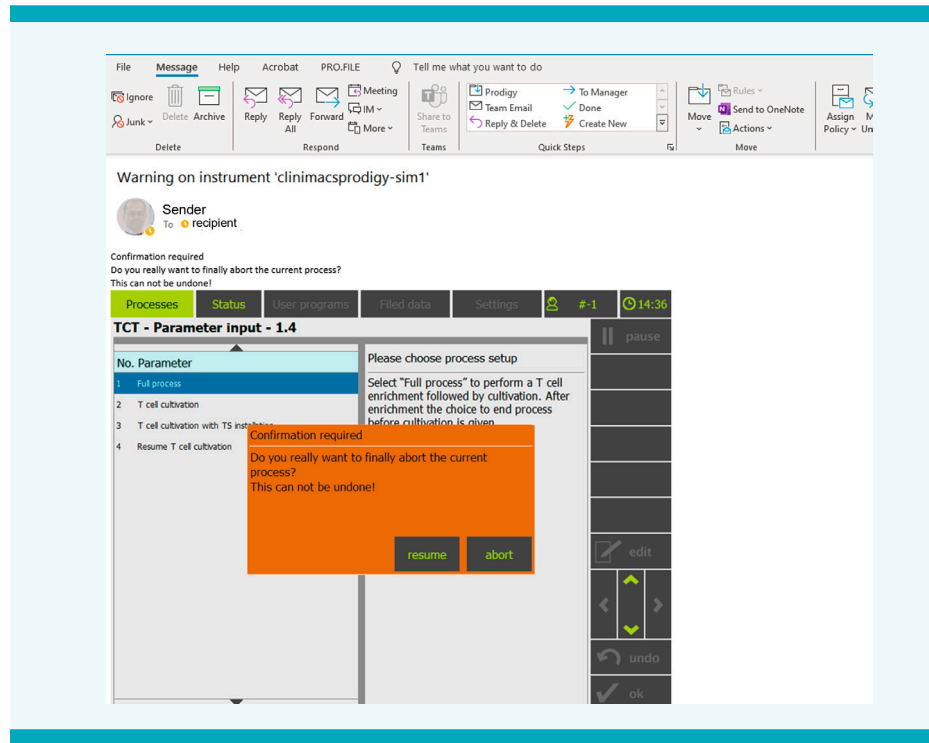 File Message Help Acrobat PRO.FILE Tell me what you want to do
Ignore
Junk
Delete
Archive
Reply
Reply All
Forward
Meeting
IM
More
Share to Teams
Prodigy
Team Email
Reply & Delete
To Manager
Done
Create New
Move
Rules
Send to OneNote
Actions
Assign Policy
Delete Respond Teams Quick Steps Move
Warning on instrument 'clinimacsprodigy-sim1'
Sender
To recipient
Confirmation required
Do you really want to finally abort the current process?
This can not be undone!
Processes Status User programs Filed data Settings #-1 14:36
TCT - Parameter input - 1.4
pause
No. Parameter
1 Full process
2 T cell cultivation
3 T cell cultivation with TS
4 Resume T cell cultivation
Please choose process setup
Select "Full process" to perform a T cell
enrichment followed by cultivation. After
enrichment the choice to end process
before cultivation is given
Confirmation required
Do you really want to finally abort the current
process?
This can not be undone!
resume abort
edit
undo
ok